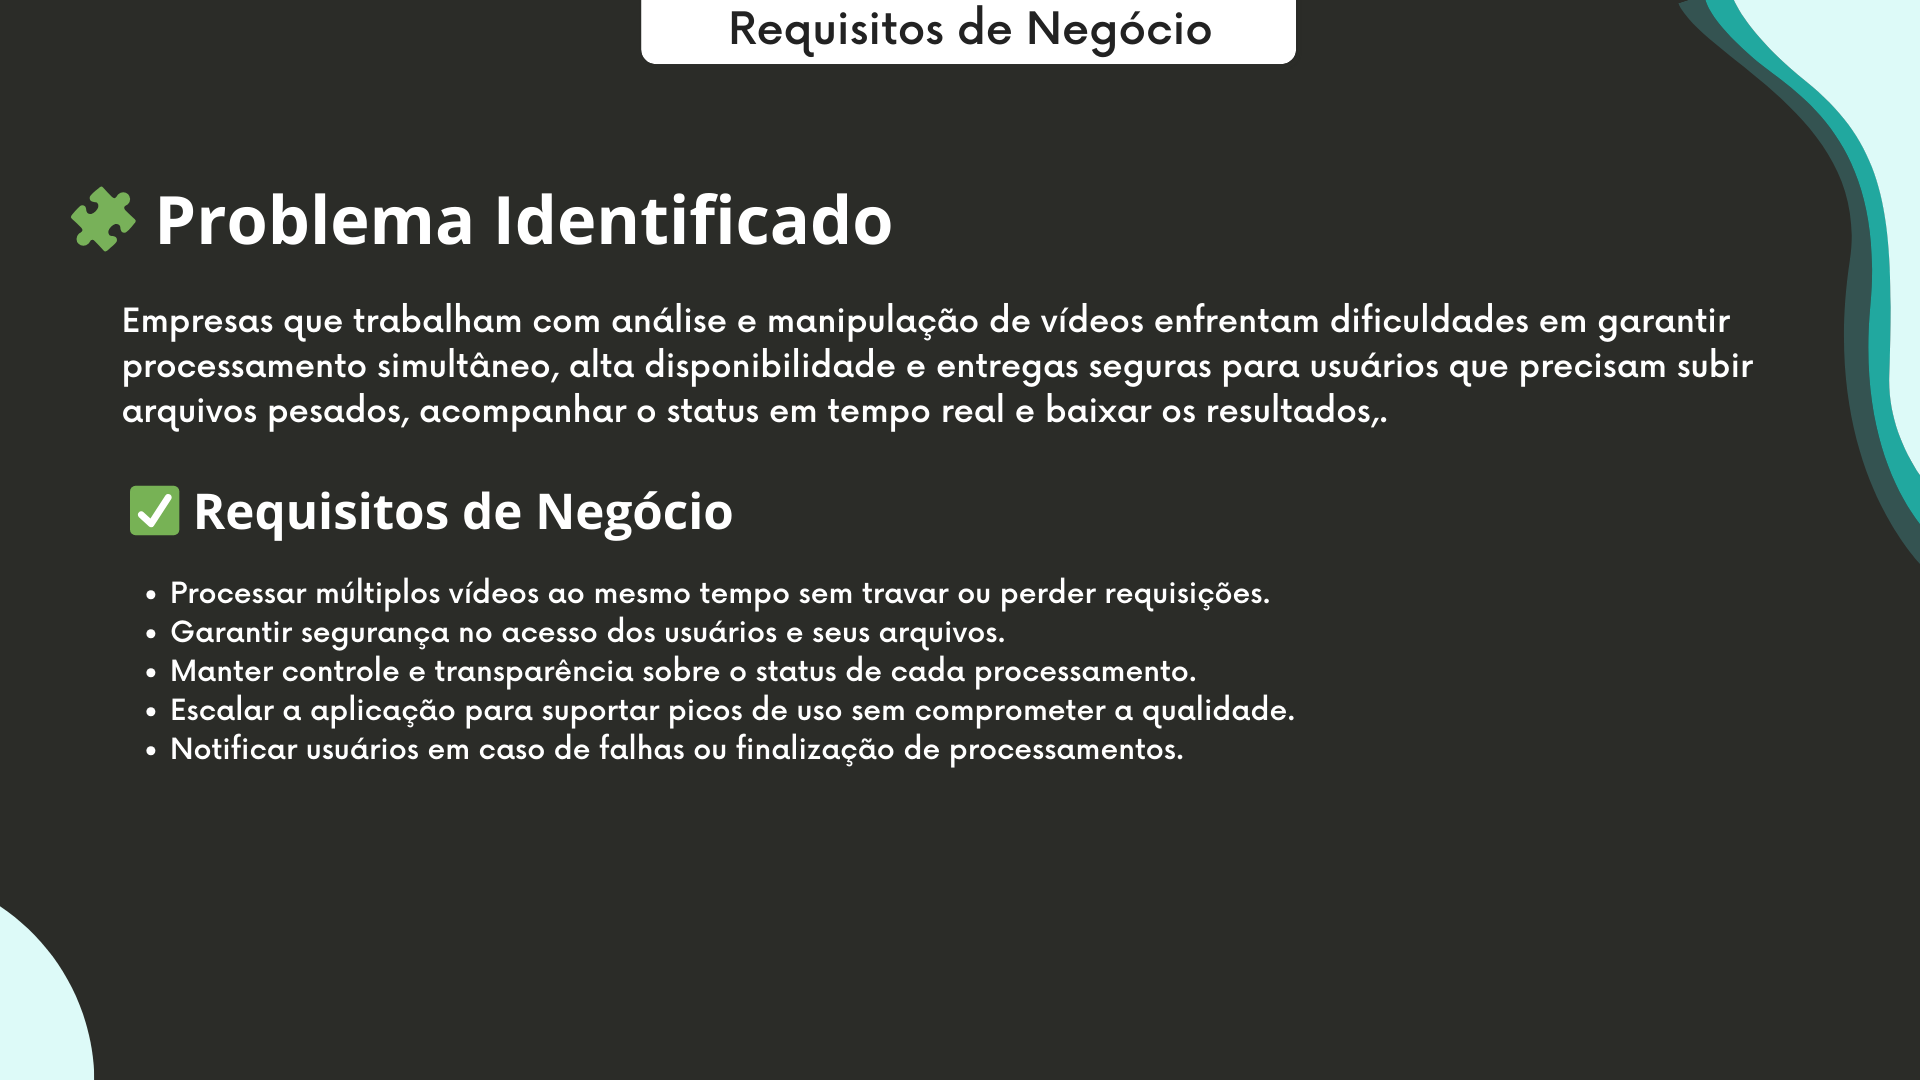 Requisitos de Negócio
🧩 Problema Identificado
Empresas que trabalham com análise e manipulação de vídeos enfrentam dificuldades em garantir
processamento simultâneo, alta disponibilidade e entregas seguras para usuários que precisam subir
arquivos pesados, acompanhar o status em tempo real e baixar os resultados,.
✅ Requisitos de Negócio
• Processar múltiplos vídeos ao mesmo tempo sem travar ou perder requisições.
• Garantir segurança no acesso dos usuários e seus arquivos.
• Manter controle e transparência sobre o status de cada processamento.
• Escalar a aplicação para suportar picos de uso sem comprometer a qualidade.
• Notificar usuários em caso de falhas ou finalização de processamentos.